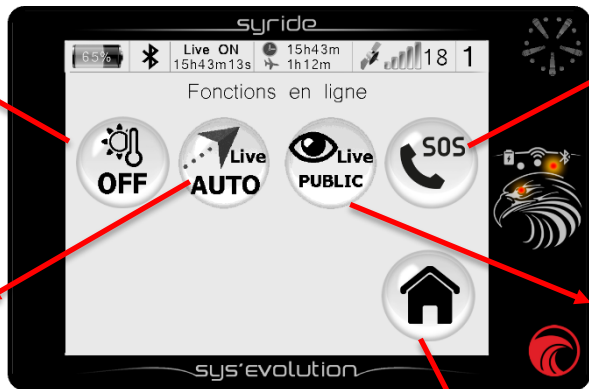 syride
65%
Live ON
15h43m13s
15h43m
1h12m
18
1
Fonctions en ligne
OFF
Live
AUTO
Live
PUBLIC
SOS
sys'evolution